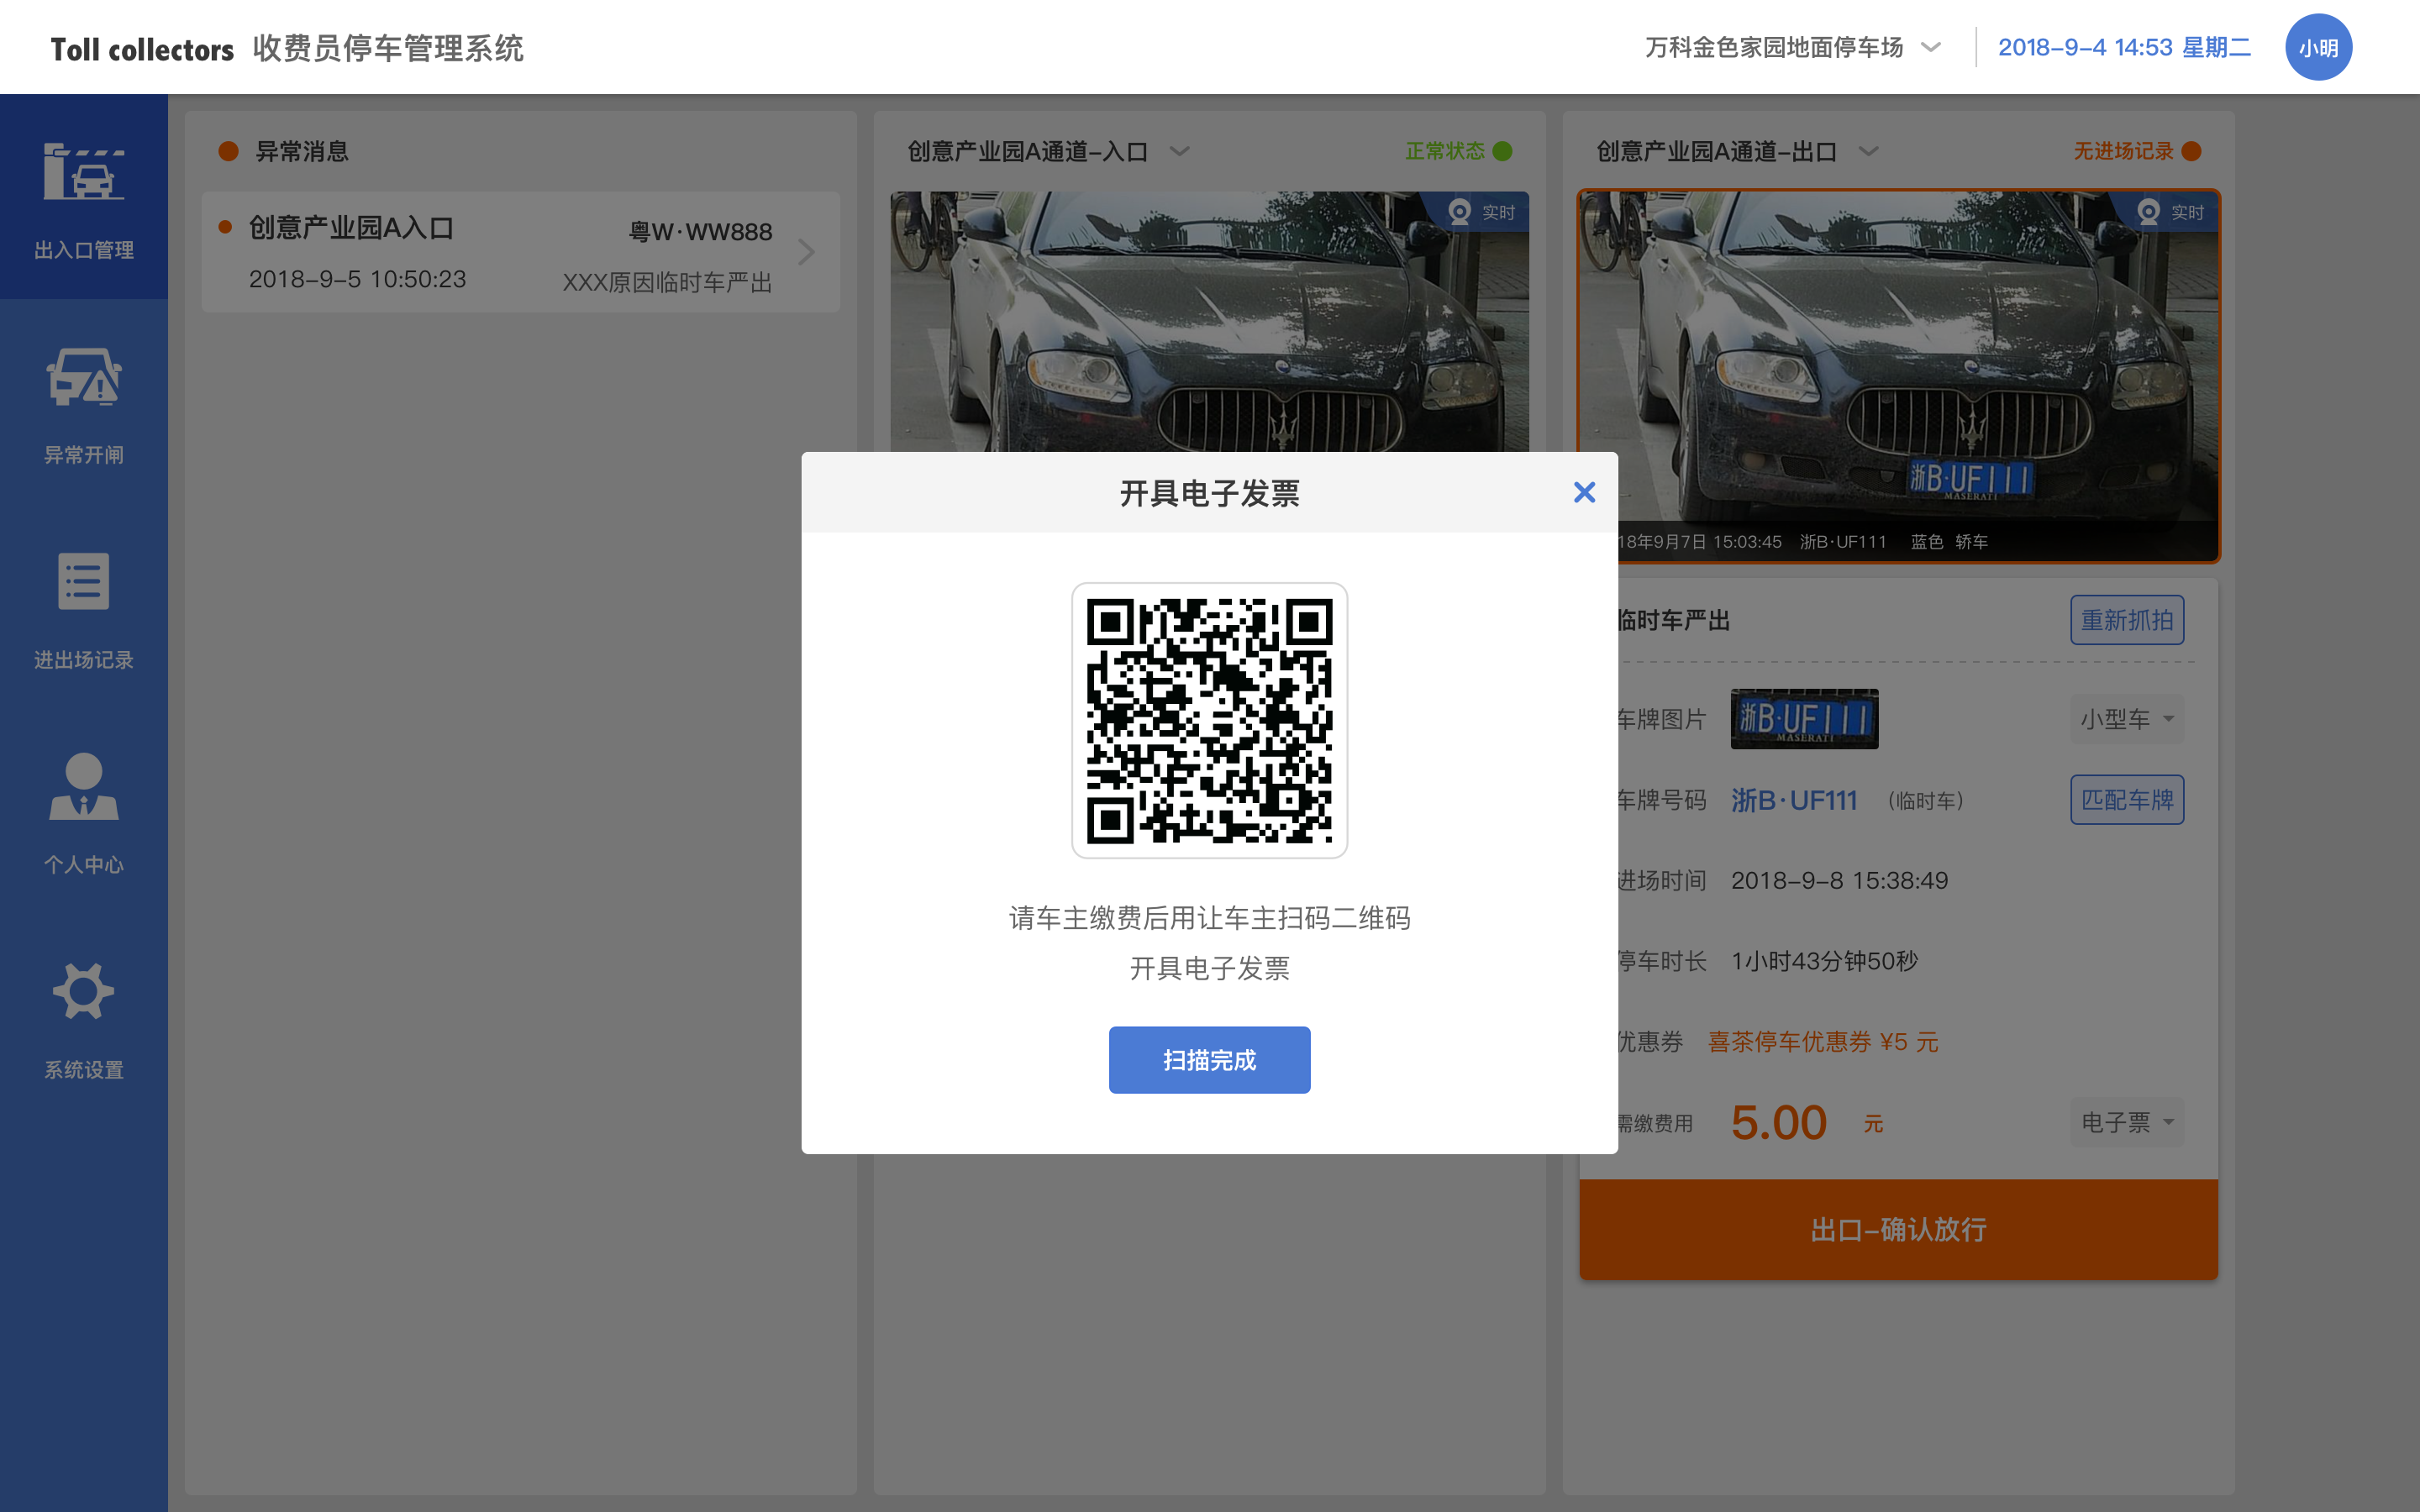 Toll collectors 收费员停车管理系统
万科金色家园地面停车场
2018-9-4 14:53 星期二
小明
出入口管理
异常开闸
进出场记录
个人中心
系统设置
异常消息
创意产业园A入口
粤W·WW888
2018-9-5 10:50:23
XXX原因临时车严出
创意产业园A通道-入口
正常状态
实时
创意产业园A通道-出口
无进场记录
实时
浙B·UF111
MASERATI
18年9月7日 15:03:45 浙B·UF111 蓝色 轿车
临时车严出
重新抓拍
车牌图片
浙B·UF111
MASERATI
小型车
车牌号码 浙B·UF111 (临时车)
匹配车牌
进场时间 2018-9-8 15:38:49
停车时长 1小时43分钟50秒
优惠券 喜茶停车优惠券 ¥5 元
需缴费用 5.00 元
电子票
出口-确认放行
开具电子发票
请车主缴费后用让车主扫码二维码
开具电子发票
扫描完成